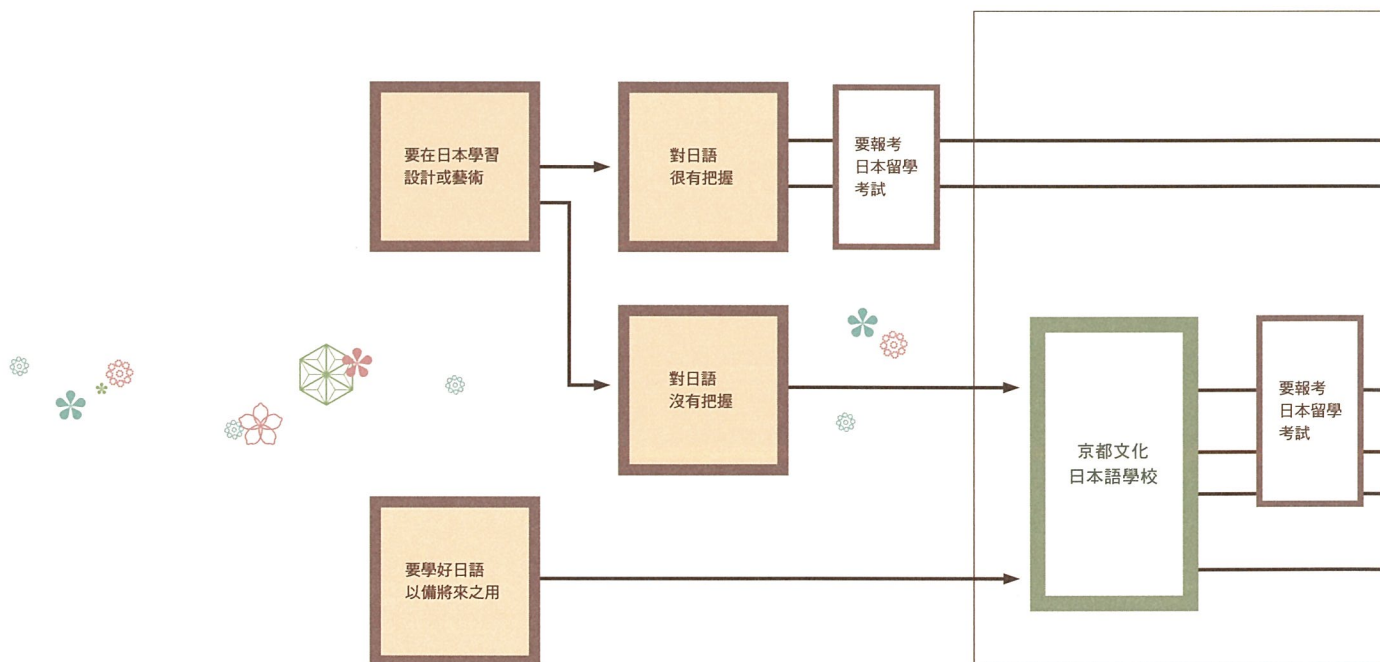 要在日本學習
設計或藝術
對日語
很有把握
要報考
日本留學
考試
對日語
沒有把握
京都文化
日本語學校
要報考
日本留學
考試
要學好日語
以備將來之用